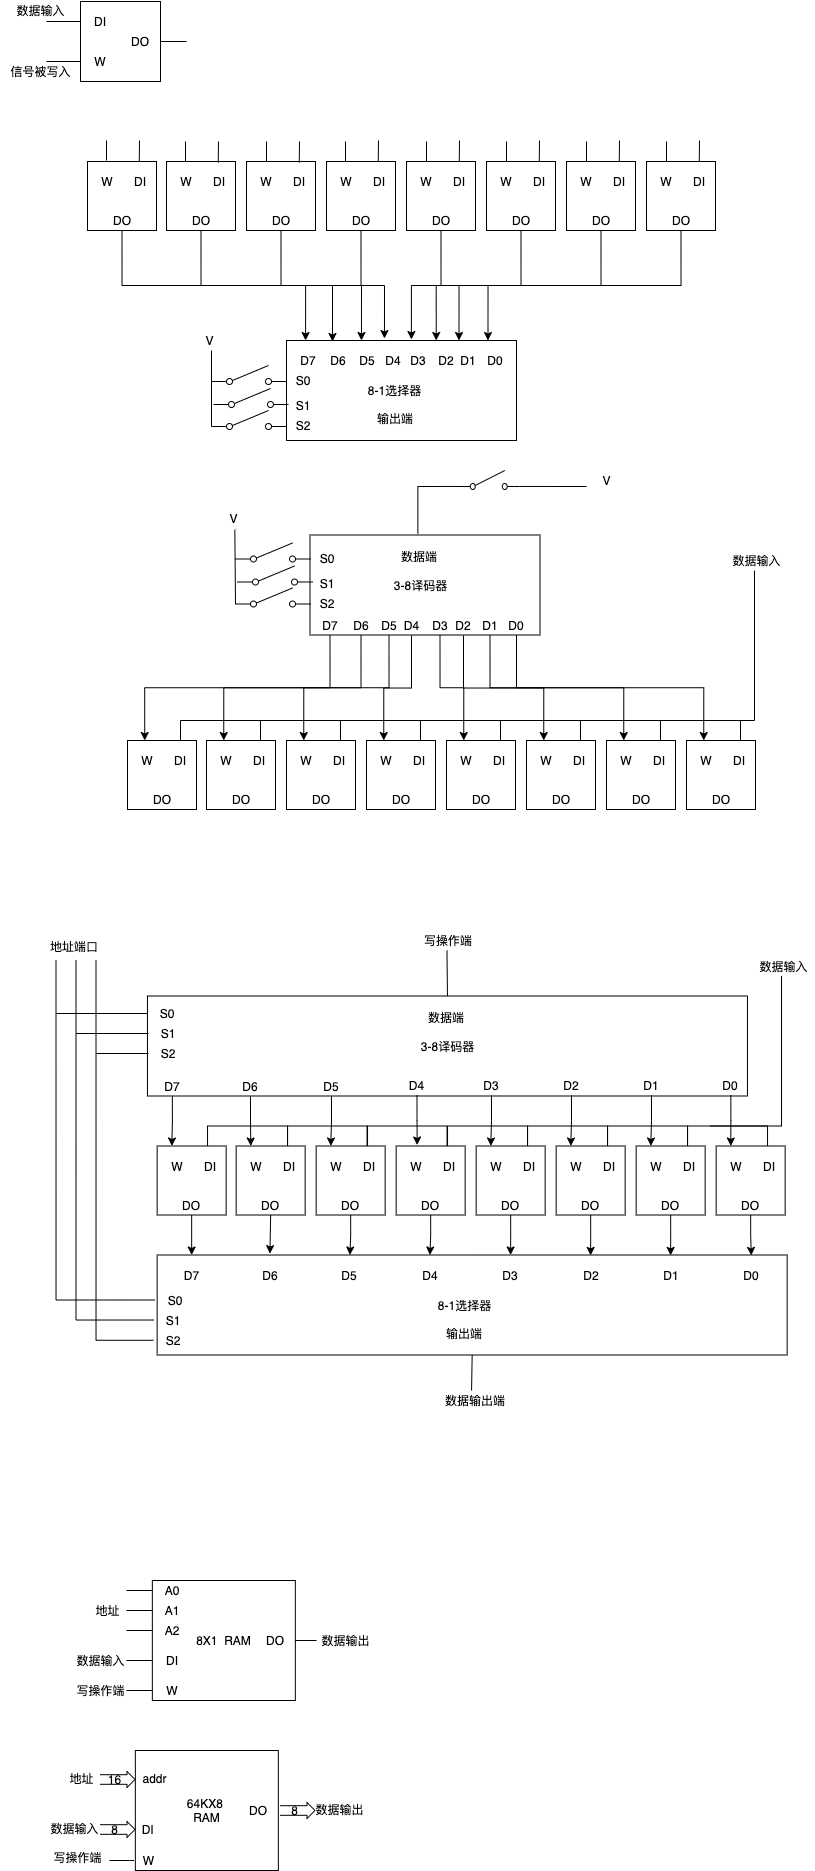 数据输入
DI
DO
W
信号被写入
W DI W DI W DI W DI W DI W DI W DI W DI
DO DO DO DO DO DO DO DO
V
D7 D6 D5 D4 D3 D2 D1 D0
S0
8-1选择器
S1
输出端
S2
V
V
数据端
S0
数据输入
3-8译码器
S1
S2
D7 D6 D5 D4 D3 D2 D1 D0
W DI W DI W DI W DI W DI W DI W DI W DI
DO DO DO DO DO DO DO DO
地址端口
写操作端
数据输入
S0
数据端
S1
3-8译码器
S2
D7 D6 D5 D4 D3 D2 D1 D0
W DI W DI W DI W DI W DI W DI W DI W DI
DO DO DO DO DO DO DO DO
D7 D6 D5 D4 D3 D2 D1 D0
S0
8-1选择器
S1
输出端
S2
数据输出端
A0
地址 A1
A2
8X1 RAM DO 数据输出
数据输入 DI
写操作端 W
地址 16 addr
64KX8
RAM
DO 8 数据输出
数据输入 8 DI
写操作端 W